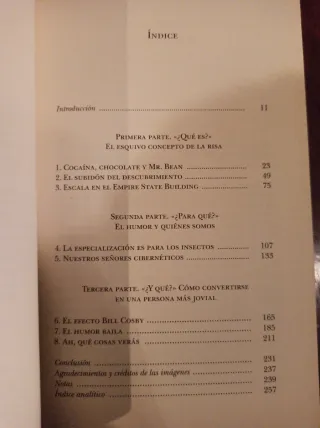 ÍNDICE
Introducción ........ 11
PRIMERA PARTE. «¿QUÉ ES?»
EL ESQUIVO CONCEPTO DE LA RISA
1. COCAÍNA, CHOCOLATE Y MR. BEAN ........ 25
2. EL SUBIDÓN DEL DESCUBRIMIENTO ........ 49
3. ESCALA EN EL EMPIRE STATE BUILDING ........ 75
SEGUNDA PARTE. «¿PARA QUÉ?»
EL HUMOR Y QUIÉNES SOMOS
4. LA ESPECIALIZACIÓN ES PARA LOS INSECTOS ........ 107
5. NUESTROS SEÑORES CIBERNÉTICOS ........ 133
TERCERA PARTE. «¿Y QUÉ?» CÓMO CONVERTIRSE
EN UNA PERSONA MÁS JOVIAL
6. EL EFECTO BILL COSBY ........ 165
7. EL HUMOR BAILA ........ 185
8. AH, QUÉ COSAS VERÁS ........ 211
Conclusión ........ 231
Agradecimientos y créditos de las imágenes ........ 237
Notas ........ 239
Índice analítico ........ 257